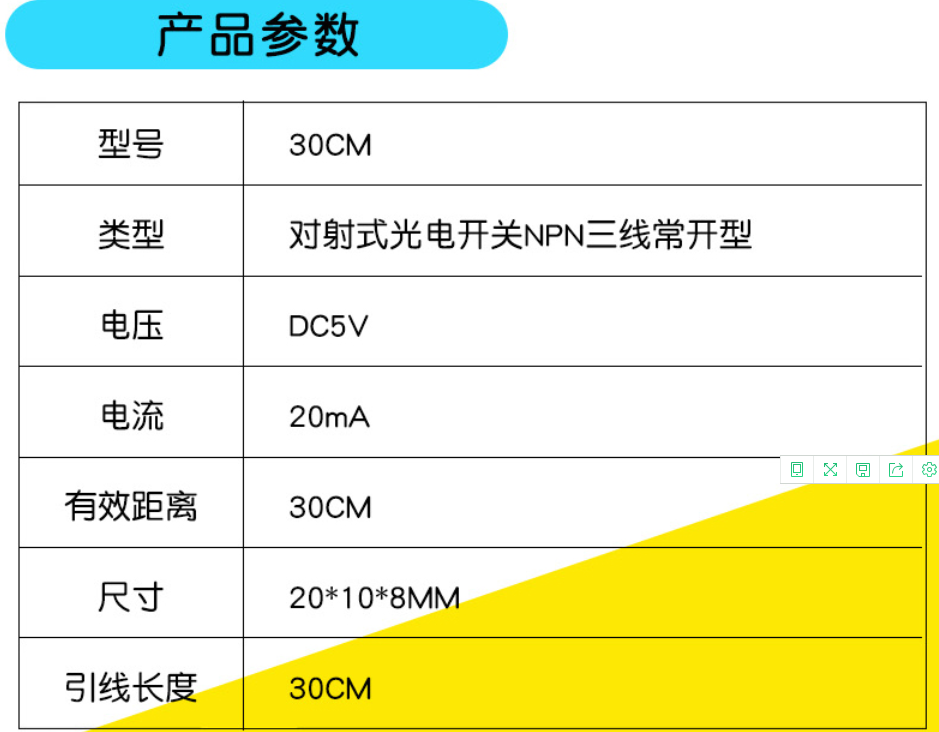 产品参数
型号 30CM
类型 对射式光电开关NPN三线常开型
电压 DC5V
电流 20mA
有效距离 30CM
尺寸 20*10*8MM
引线长度 30CM